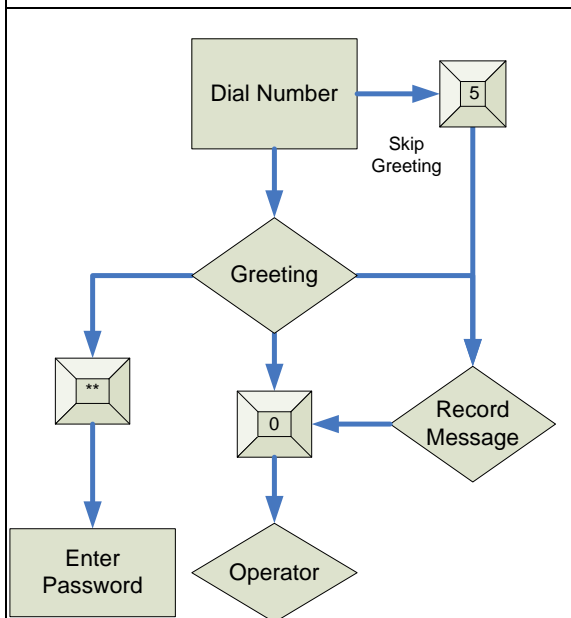 Dial Number
5
Skip
Greeting
Greeting
**
0
Record
Message
Enter
Password
Operator